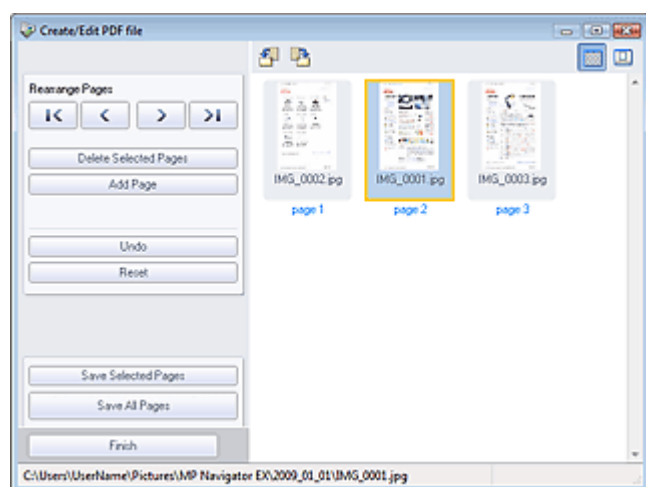 Create/Edit PDF file
Rearrange Pages
Delete Selected Pages
Add Page
Undo
Reset
Save Selected Pages
Save All Pages
Finish
IMG_0002.jpg
IMG_0001.jpg
IMG_0003.jpg
page 1
page 2
page 3
C:\Users\UserName\Pictures\MP Navigator EX\2009_01_01\IMG_0001.jpg